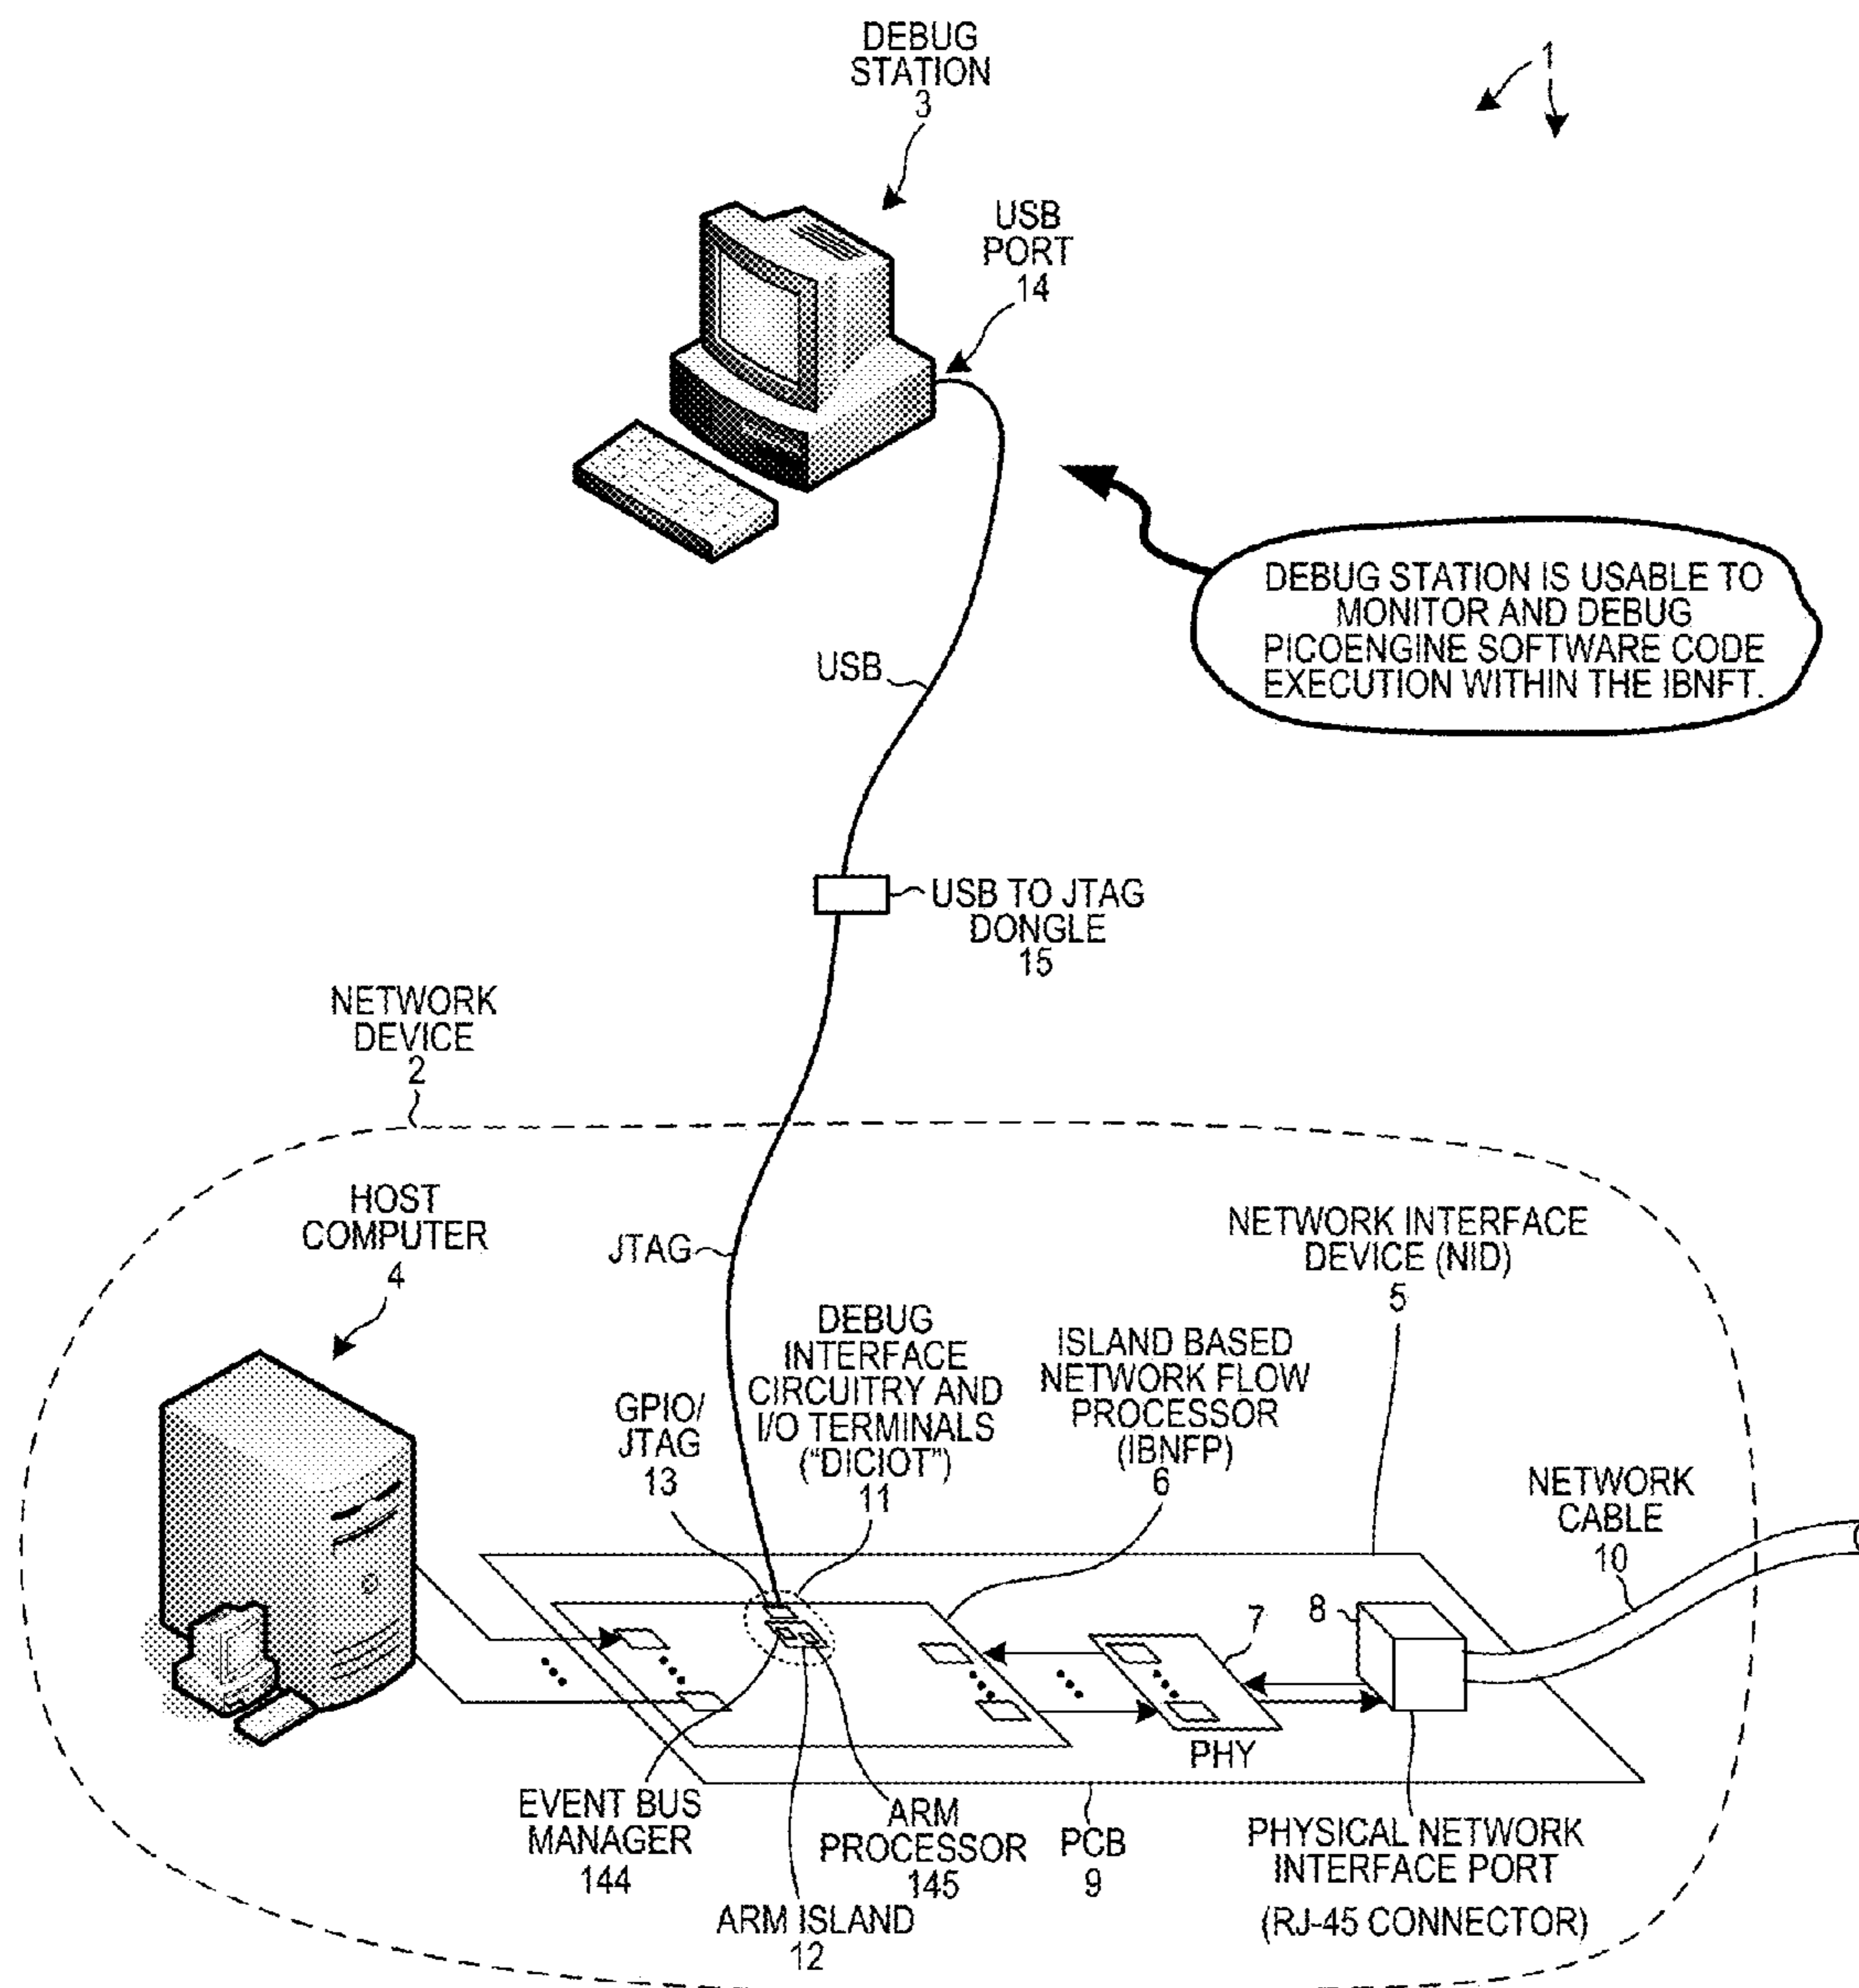 DEBUG
STATION
3
1
USB
PORT
14
DEBUG STATION IS USABLE TO
MONITOR AND DEBUG
PICOENGINE SOFTWARE CODE
EXECUTION WITHIN THE IBNFT.
USB
USB TO JTAG
DONGLE
15
NETWORK
DEVICE
2
HOST
COMPUTER
4
JTAG
NETWORK INTERFACE
DEVICE (NID)
5
DEBUG
INTERFACE
CIRCUITRY AND
I/O TERMINALS
("DICIOT")
11
GPIO/
JTAG
13
ISLAND BASED
NETWORK FLOW
PROCESSOR
(IBNFP)
6
NETWORK
CABLE
10
7
8
PHY
EVENT BUS
MANAGER
144
ARM
PROCESSOR
145
ARM ISLAND
12
PCB
9
PHYSICAL NETWORK
INTERFACE PORT
(RJ-45 CONNECTOR)